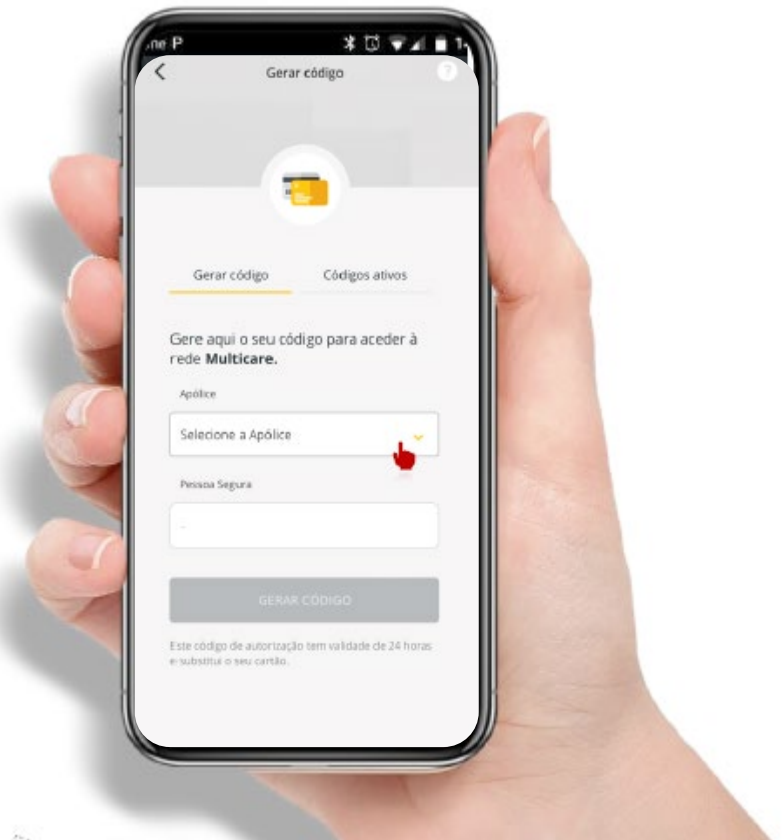 ne P
Gerar código
?
Gerar código
Códigos ativos
Gere aqui o seu código para aceder à
rede Multicare.
Apólice
Selecione a Apólice
Pessoa Segura
-
GERAR CÓDIGO
Este código de autorização tem validade de 24 horas
e substitui o seu cartão.